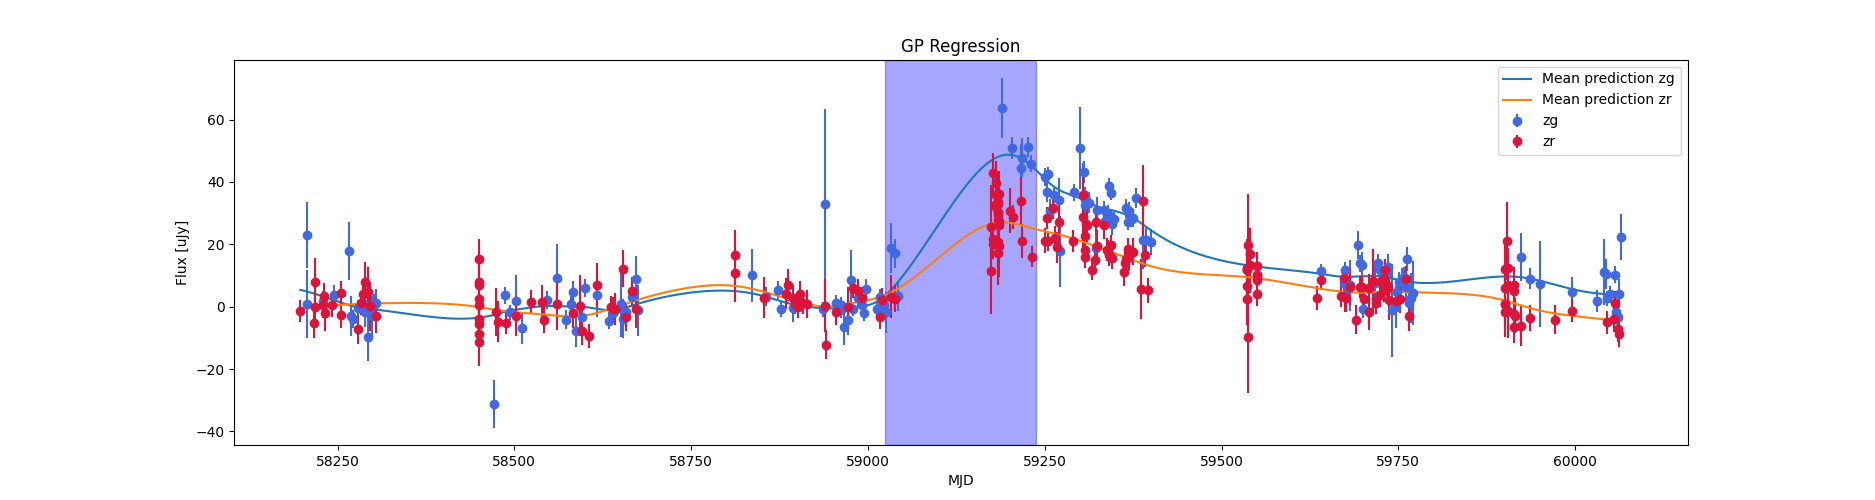 GP Regression
Flux [uJy]
60
40
20
0
−20
−40
58250
58500
58750
59000
59250
59500
59750
60000
MJD
Mean prediction zg
Mean prediction zr
zg
zr